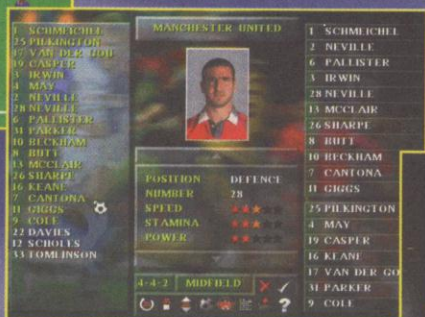 1 SCHMEICHEL
25 PILKINGTON
17 VAN DER GOU
19 CASPER
3 IRWIN
4 MAY
2 NEVILLE
28 NEVILLE
6 PALLISTER
31 PARKER
10 BECKHAM
8 BUTT
13 MCCLAIR
26 SHARPE
16 KEANE
7 CANTONA
11 GIGGS
9 COLE
22 DAVIES
12 SCHOLES
33 TOMLINSON
MANCHESTER UNITED
POSITION DEFENCE
NUMBER 28
SPEED
STAMINA
POWER
4-4-2 MIDFIELD
?
1 SCHMEICHEL
2 NEVILLE
6 PALLISTER
3 IRWIN
28 NEVILLE
13 MCCLAIR
26 SHARPE
8 BUTT
10 BECKHAM
7 CANTONA
11 GIGGS
25 PILKINGTON
4 MAY
19 CASPER
16 KEANE
17 VAN DER GO
31 PARKER
9 COLE